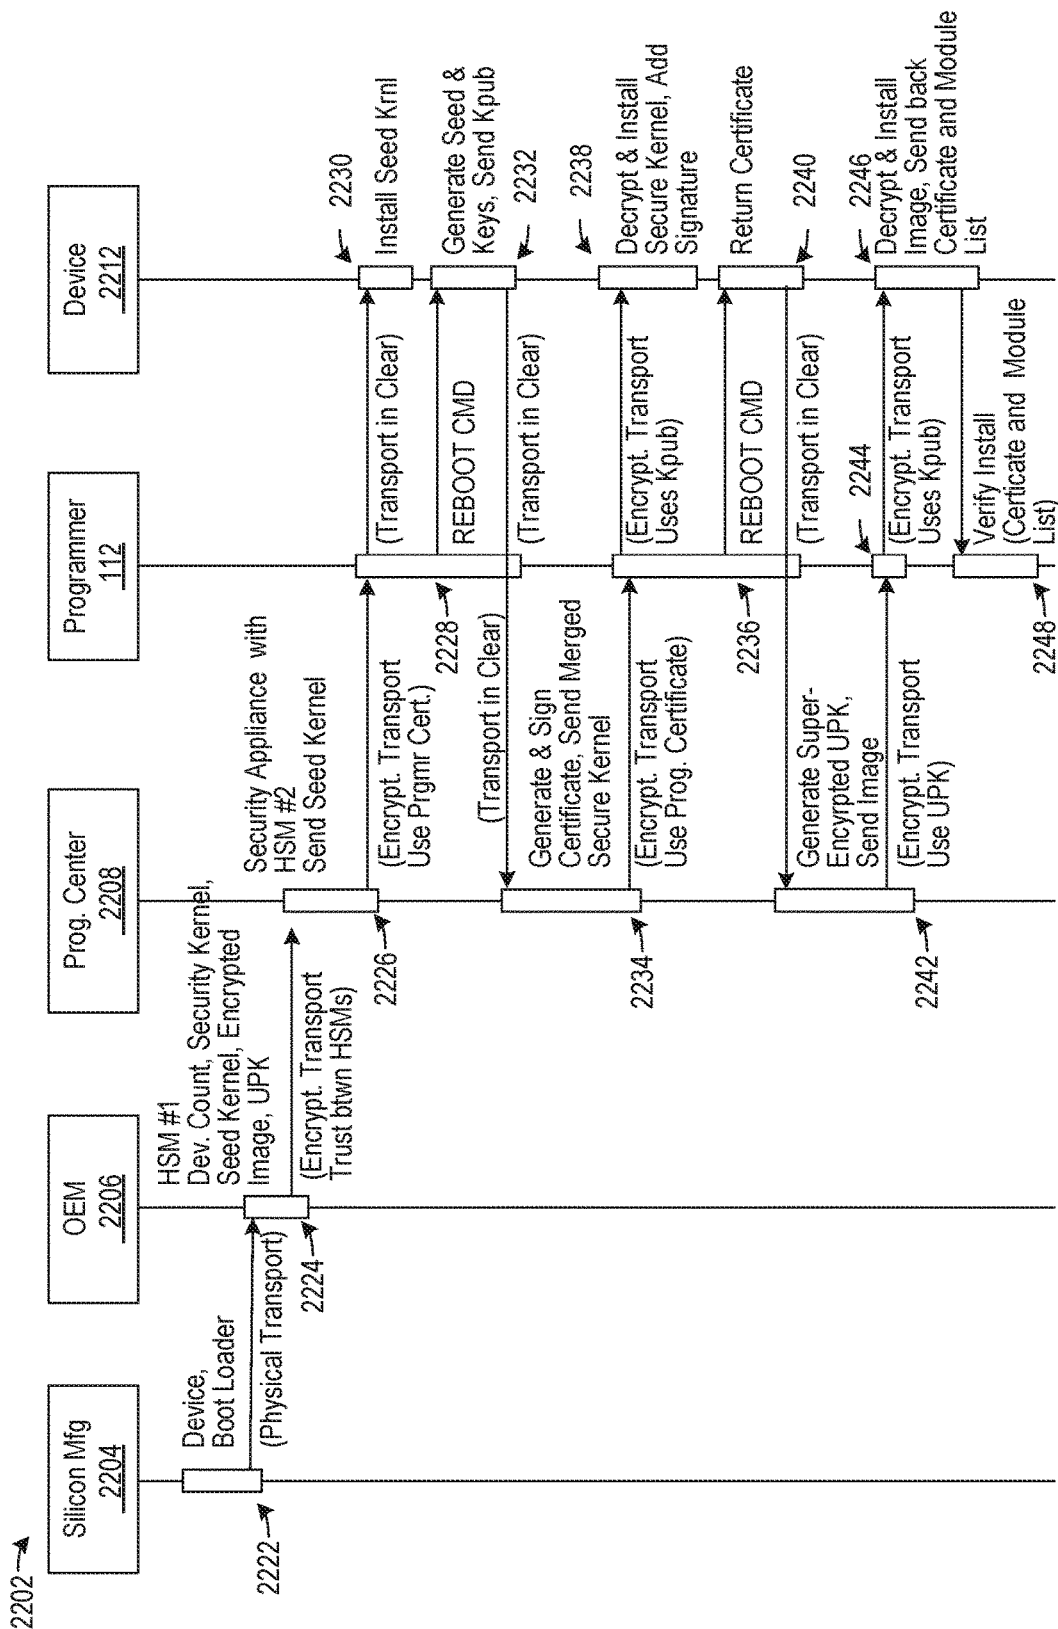 2202
Silicon Mfg
2204
OEM
2206
Prog. Center
2208
Programmer
112
Device
2212
Device,
Boot Loader
2222
(Physical Transport)
HSM #1
Dev. Count, Security Kernel,
Seed Kernel, Encrypted
Image, UPK
2224
(Encrypt. Transport
Trust btwn HSMs)
Security Appliance with
HSM #2
Send Seed Kernel
2226
(Encrypt. Transport
Use Prgmr Cert.)
2228
(Transport in Clear)
2230
Install Seed Krnl
REBOOT CMD
Generate Seed &
Keys, Send Kpub
2232
(Transport in Clear)
(Transport in Clear)
Generate & Sign
Certificate, Send Merged
Secure Kernel
2234
(Encrypt. Transport
Use Prog. Certificate)
2236
(Encrypt. Transport
Uses Kpub)
2238
Decrypt & Install
Secure Kernel, Add
Signature
REBOOT CMD
Return Certificate
2240
(Transport in Clear)
Generate Super-
Encyrpted UPK,
Send Image
2242
(Encrypt. Transport
Use UPK)
2244
(Encrypt. Transport
Uses Kpub)
2246
Decrypt & Install
Image, Send back
Certificate and Module
List
Verify Install
(Certicate and Module
List)
2248